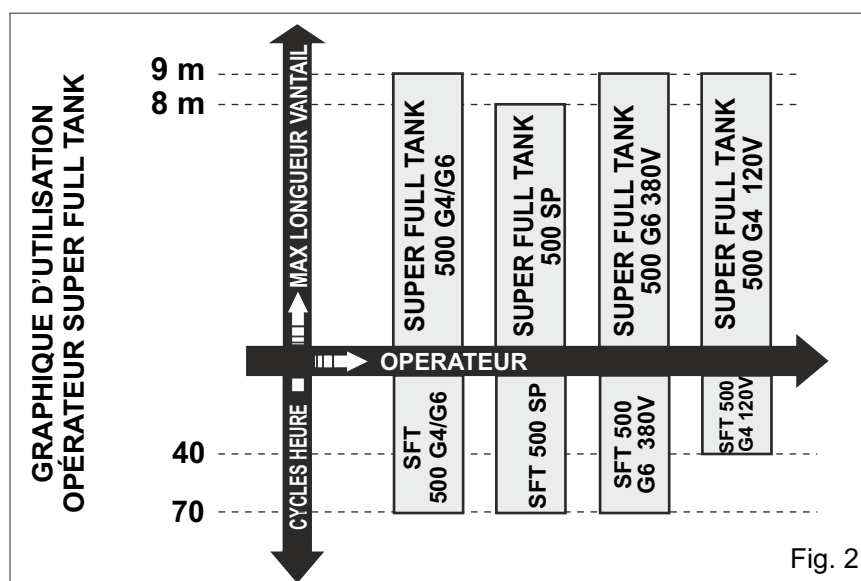 GRAPHIQUE D'UTILISATION
OPÉRATEUR SUPER FULL TANK
9 m
8 m
MAX LONGUEUR VANTAIL
SUPER FULL TANK
500 G4/G6
SUPER FULL TANK
500 SP
SUPER FULL TANK
500 G6 380V
SUPER FULL TANK
500 G4 120V
OPERATEUR
CYCLES HEURE
40
70
SFT
500 G4/G6
SFT 500 SP
SFT 500
G6 380V
SFT 500
G4 120V
Fig. 2